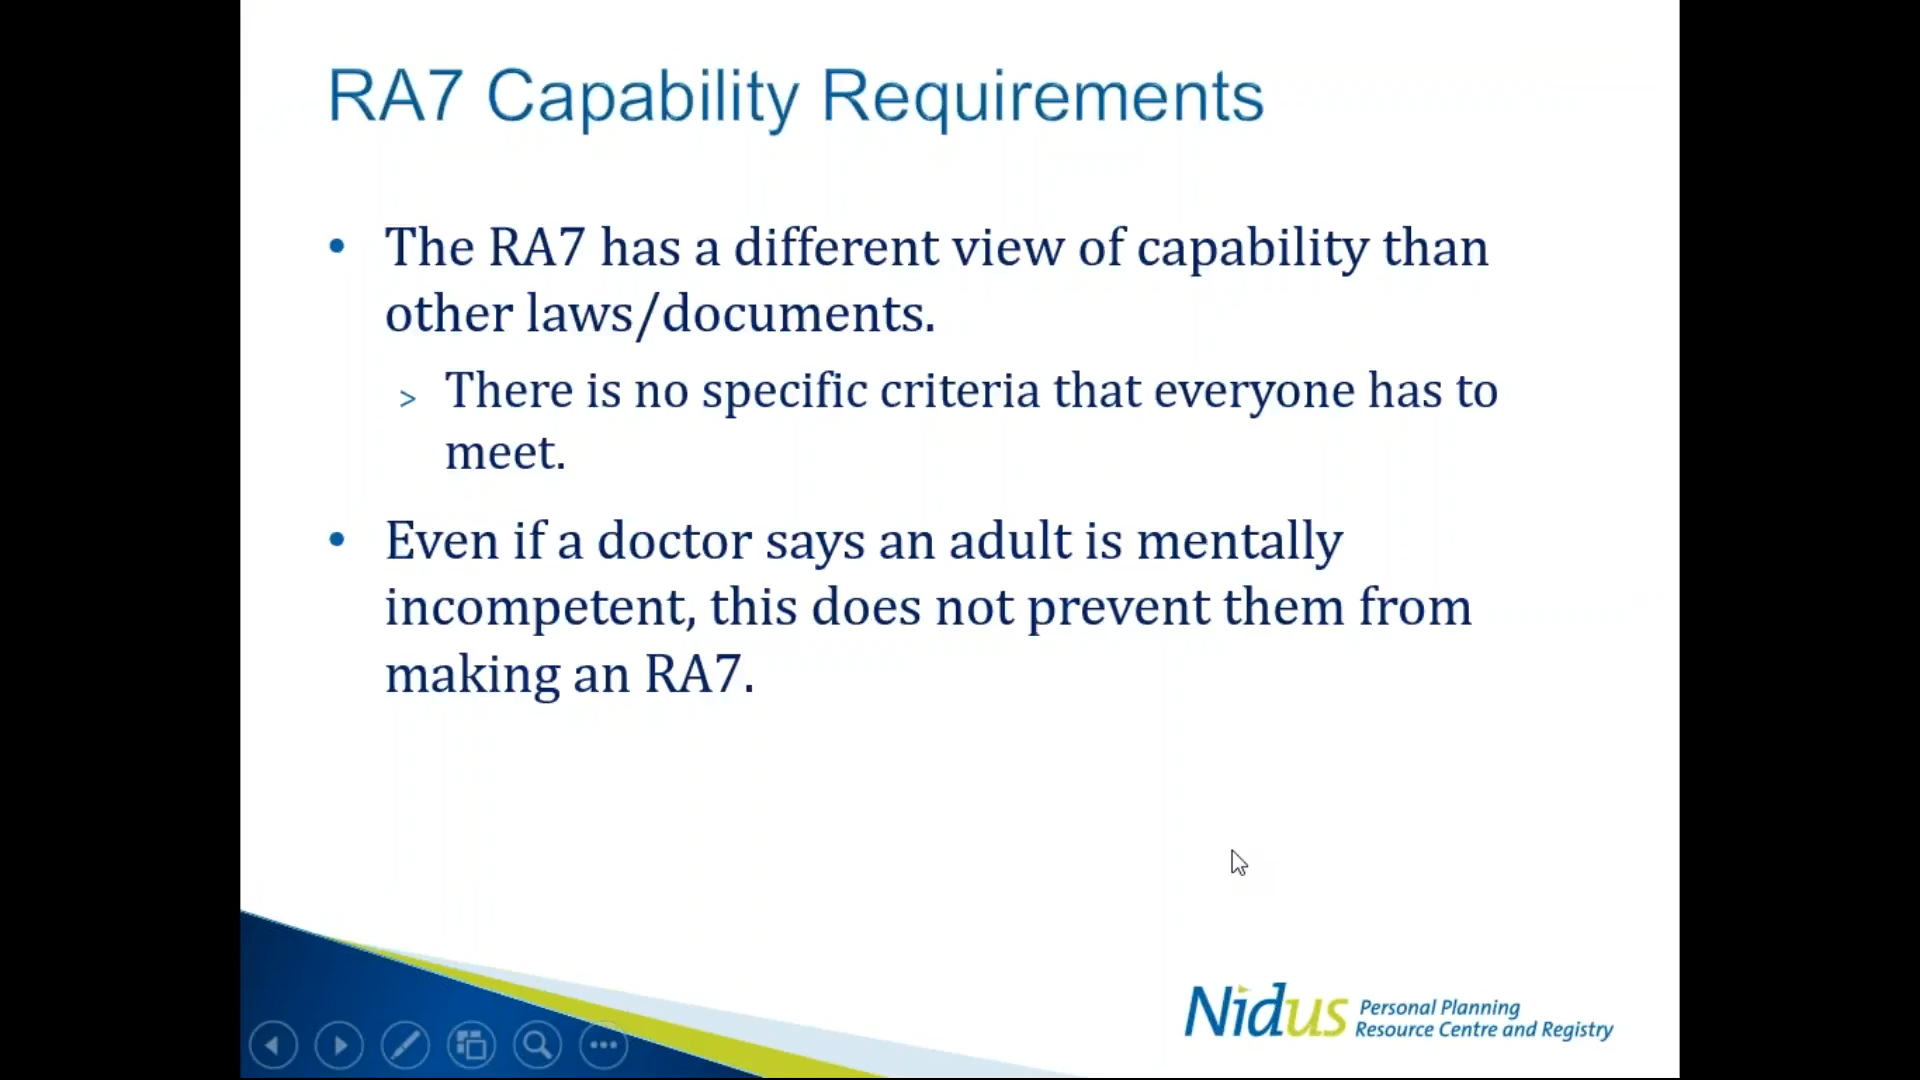 RA7 Capability Requirements
• The RA7 has a different view of capability than
other laws/documents.
> There is no specific criteria that everyone has to
meet.
• Even if a doctor says an adult is mentally
incompetent, this does not prevent them from
making an RA7.
Nidus Personal Planning
Resource Centre and Registry